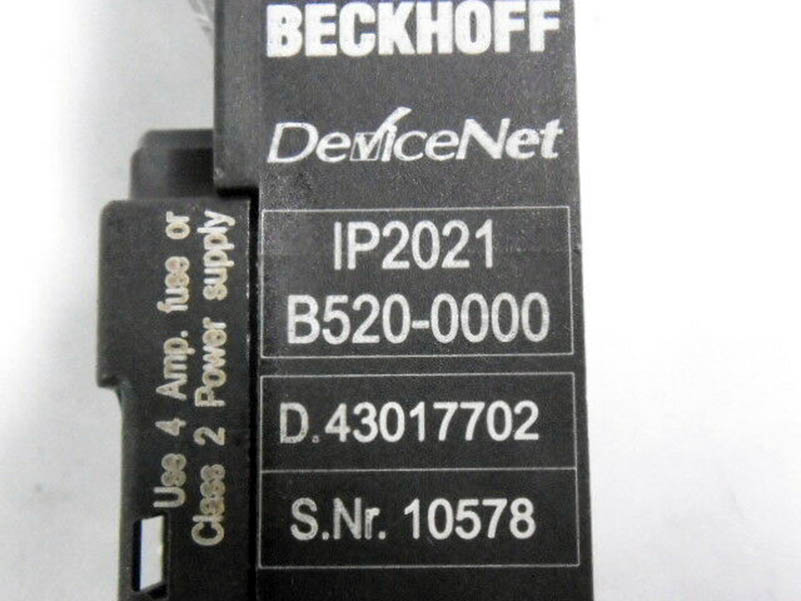 BECKHOFF
DeviceNet
IP2021
B520-0000
D.43017702
S.Nr. 10578
Use 4 Amp. fuse or
Class 2 Power supply